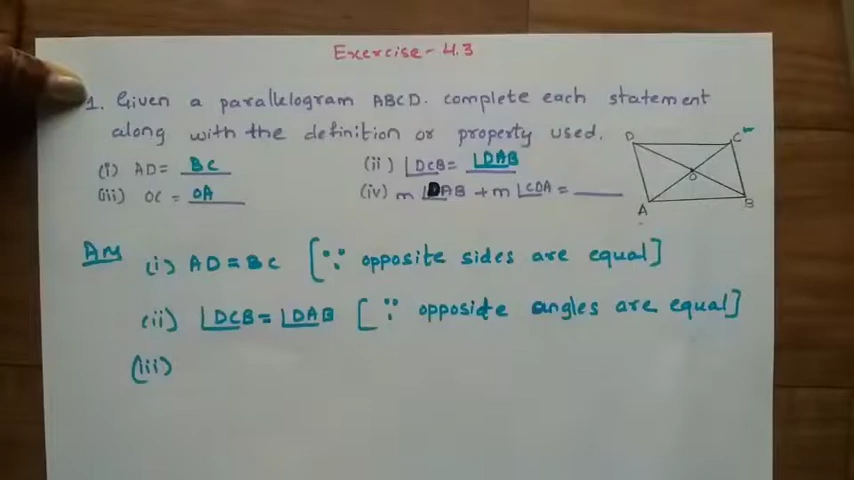 Exercise - 4.3
1. Given a parallelogram ABCD. complete each statement
along with the definition or property used.
(i) AD = BC (ii) ∠DCB = ∠DAB
(iii) OC = OA (iv) m ∠DAB + m ∠CDA = ______
D C
O
A B
Ans (i) AD = BC [∵ opposite sides are equal]
(ii) ∠DCB = ∠DAB [∵ opposite angles are equal]
(iii)